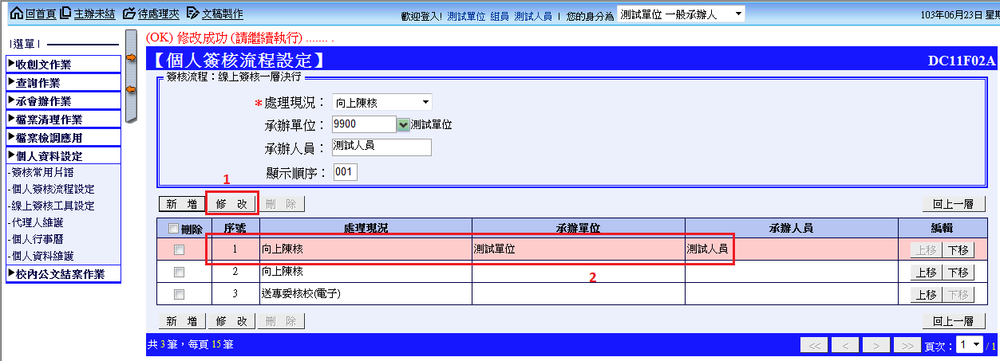 回首頁 主辦未結 待處理夾 文稿製作 歡迎登入! 測試單位 組員 測試人員 | 您的身分為 測試單位 一般承辦人 103年06月23日 星期
|選單|
收創文作業
查詢作業
承會辦作業
檔案清理作業
檔案檢調應用
個人資料設定
-簽核常用片語
-個人簽核流程設定
-線上簽核工具設定
-代理人維護
-個人行事曆
-個人資料維護
校內公文結案作業
(OK) 修改成功 (請繼續執行) ....... .
【個人簽核流程設定】 DC11F02A
簽核流程：線上簽核一層決行
*處理現況： 向上陳核
承辦單位： 9900 測試單位
承辦人員： 測試人員
顯示順序： 001
1
新 增 修 改 刪 除 回上一層
刪除 序號 處理現況 承辦單位 承辦人員 編輯
1 向上陳核 測試單位 測試人員 上移 下移
2 向上陳核 上移 下移
2
3 送專委核校(電子) 上移 下移
新 增 修 改 刪 除 回上一層
共 3 筆，每頁 15 筆 << < > >> 頁次： 1 / 1